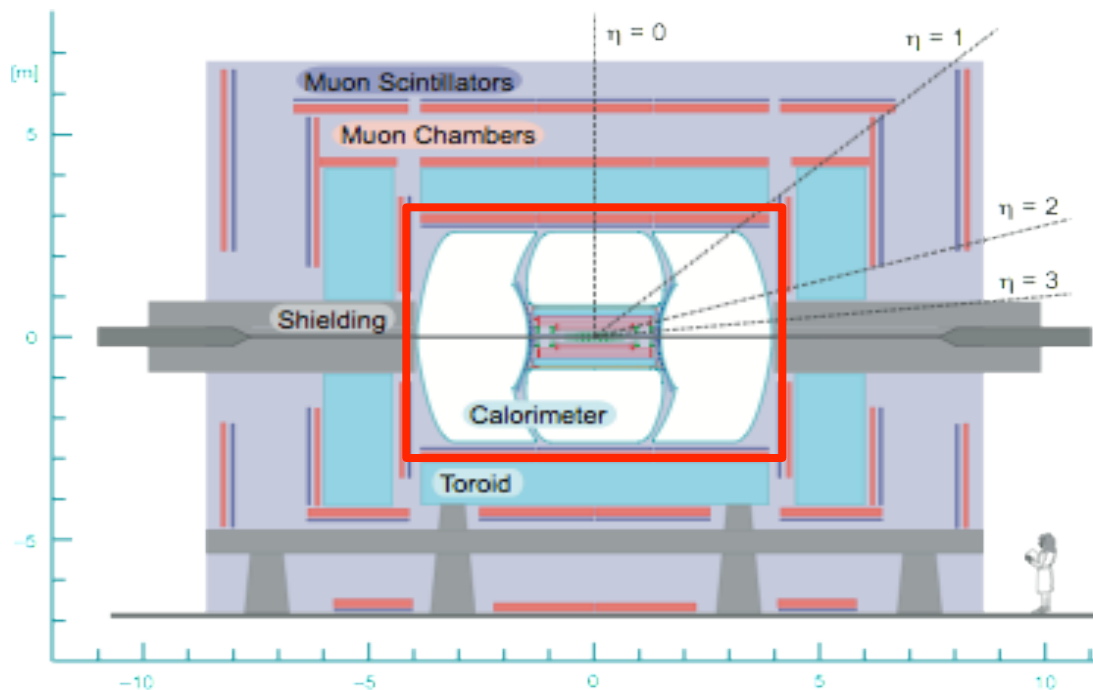 η = 0
η = 1
[m]
Muon Scintillators
5
Muon Chambers
η = 2
η = 3
Shielding
0
Calorimeter
Toroid
−5
−10
−5
0
5
10